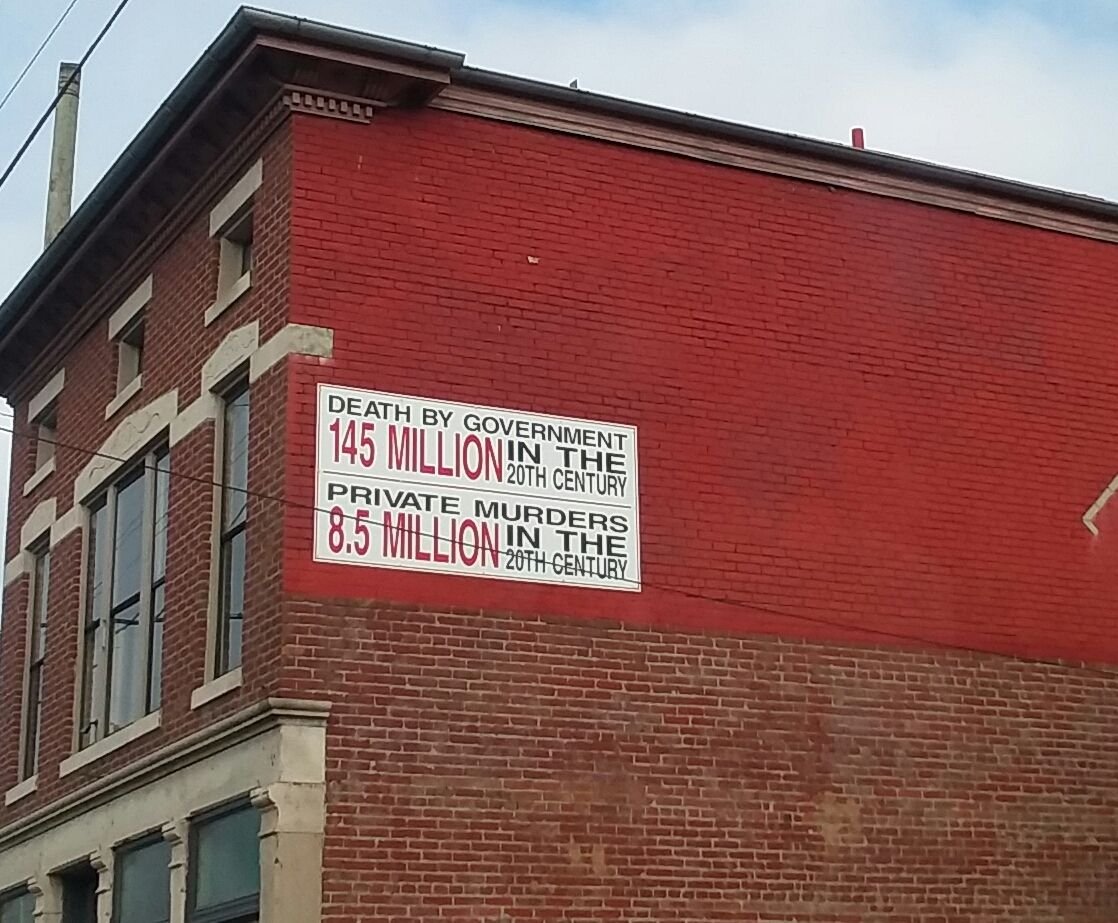 DEATH BY GOVERNMENT
145 MILLION IN THE
20TH CENTURY
PRIVATE MURDERS
8.5 MILLION IN THE
20TH CENTURY